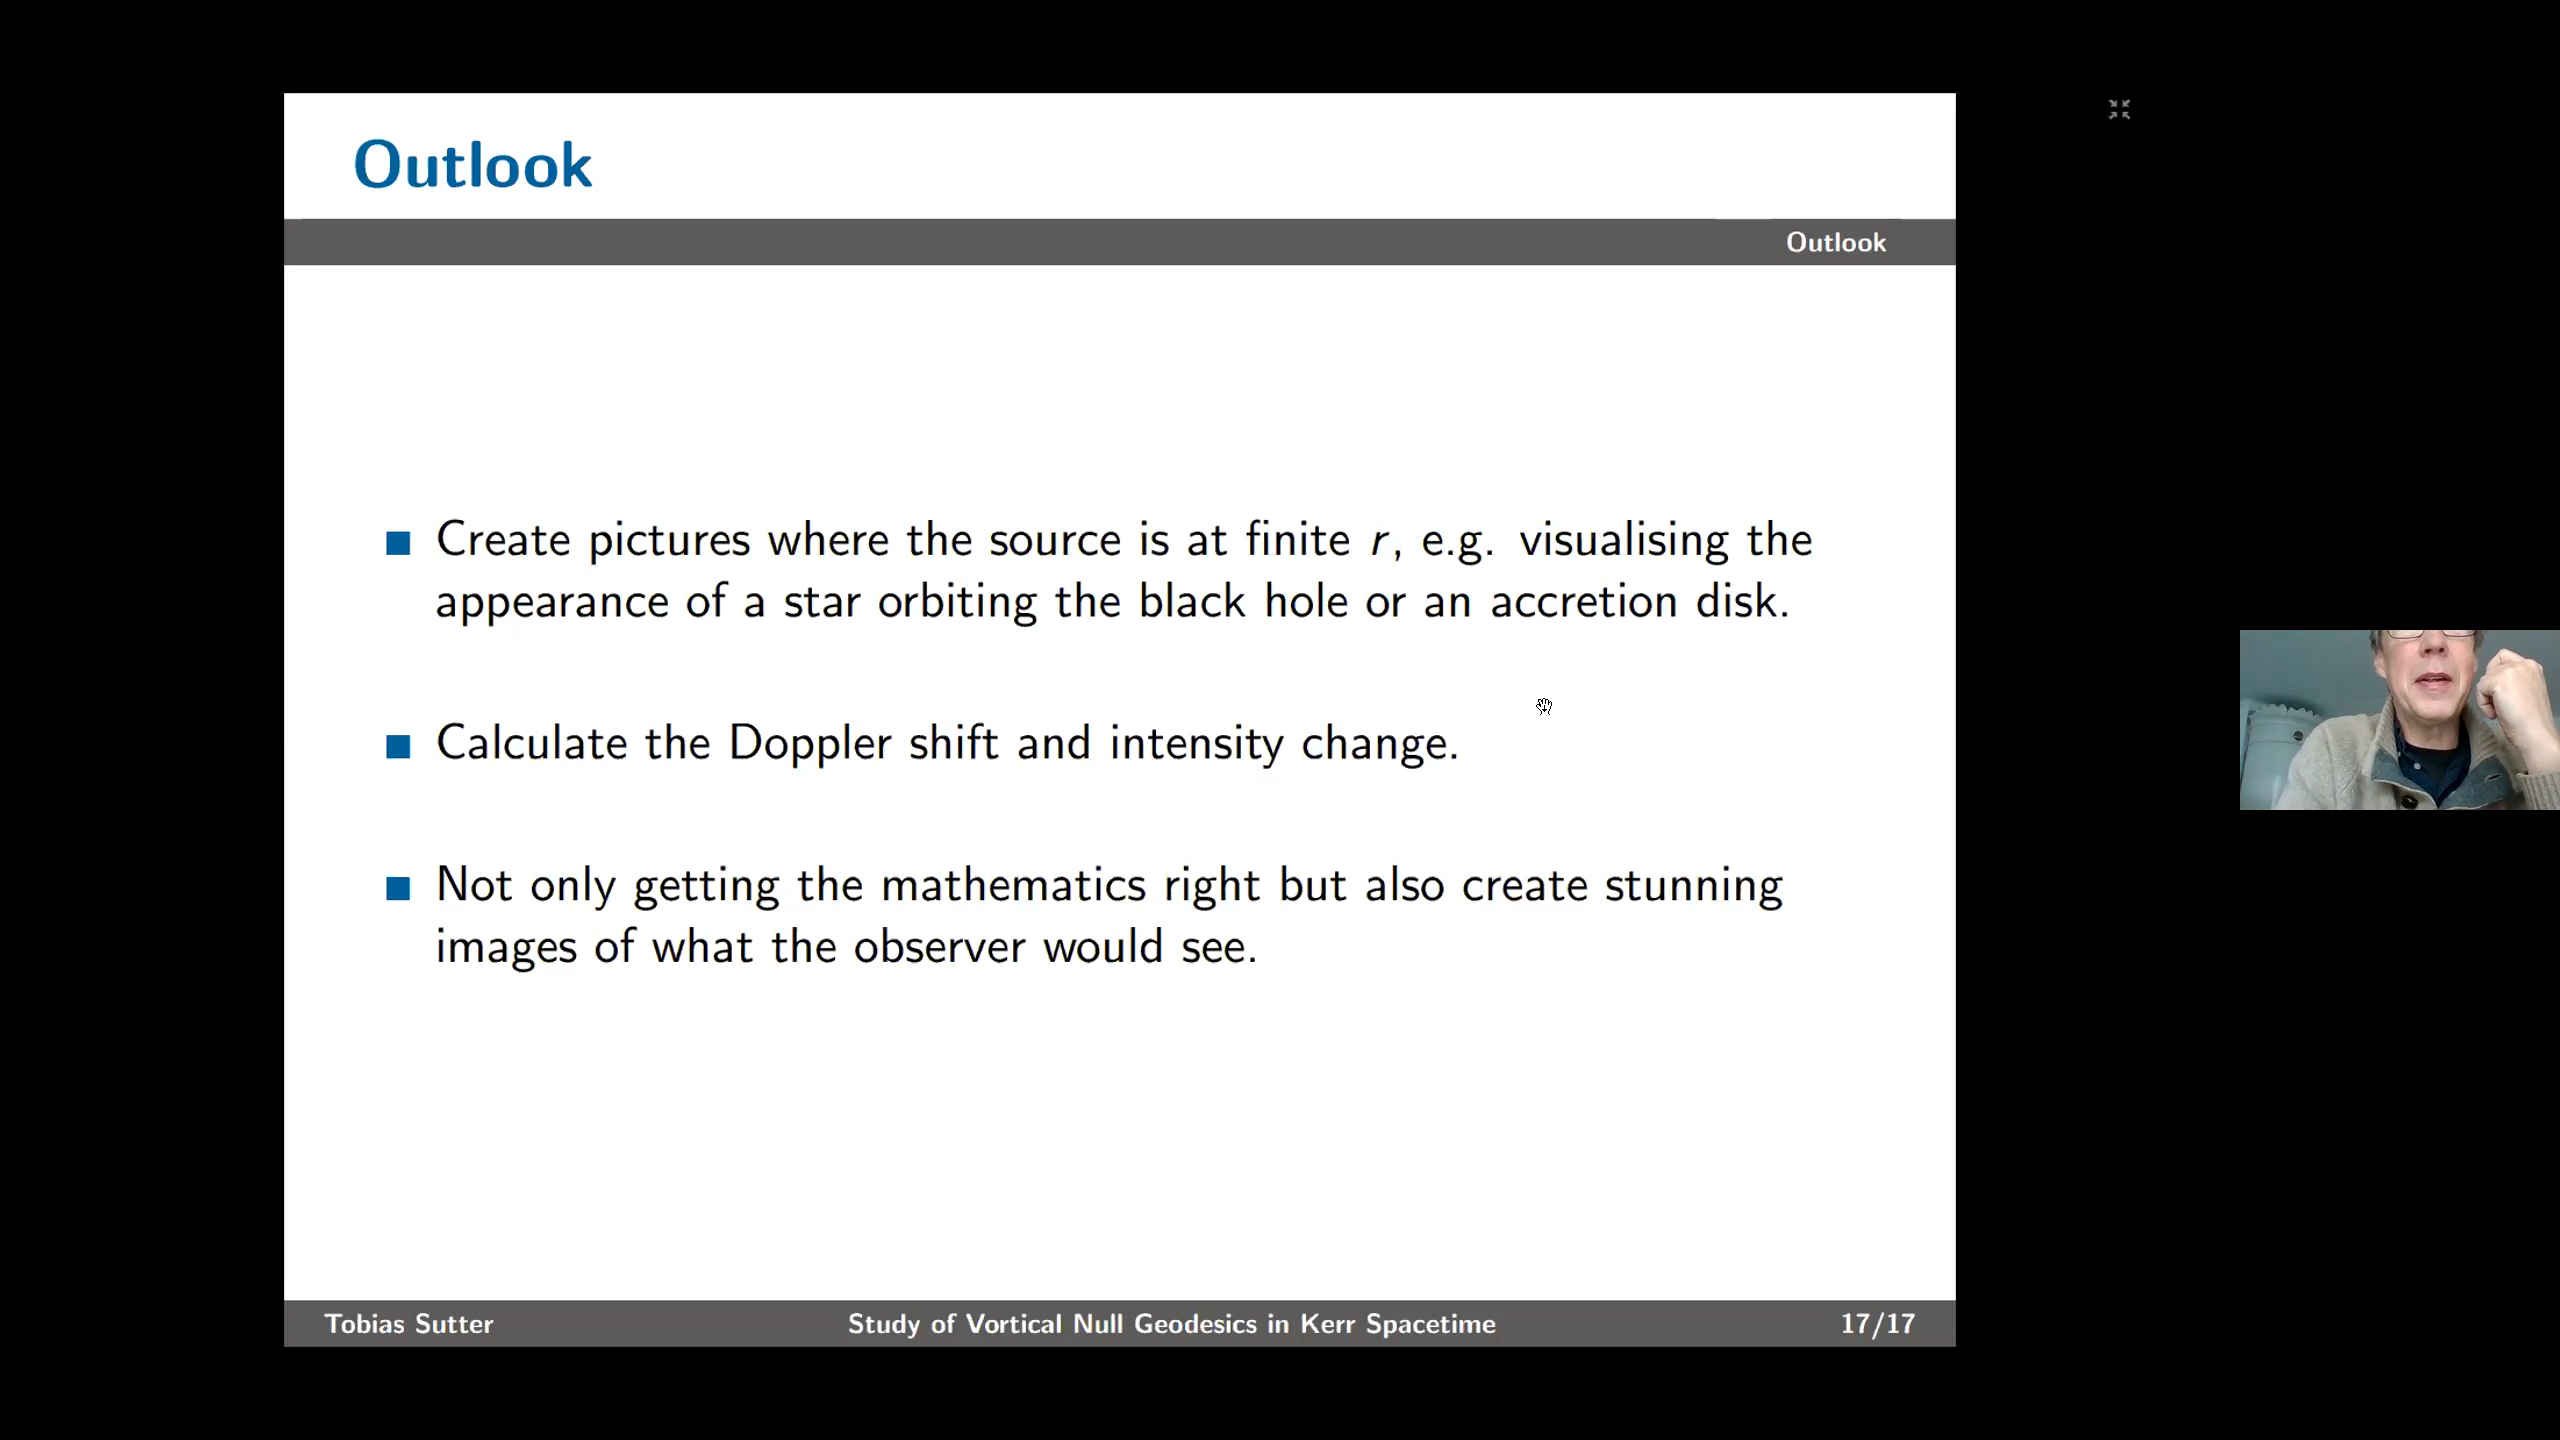 Outlook
Outlook
Create pictures where the source is at finite r, e.g. visualising the
appearance of a star orbiting the black hole or an accretion disk.
Calculate the Doppler shift and intensity change.
Not only getting the mathematics right but also create stunning
images of what the observer would see.
Tobias Sutter Study of Vortical Null Geodesics in Kerr Spacetime 17/17